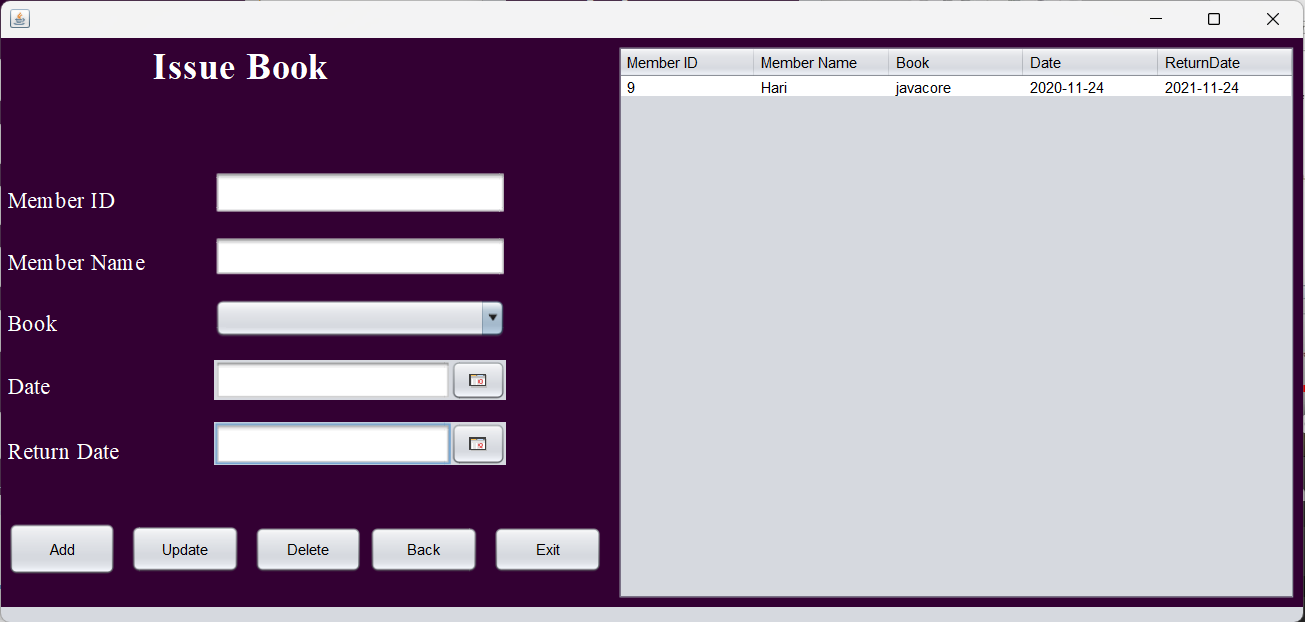 Issue Book
Member ID
Member Name
Book
Date
Return Date
Add Update Delete Back Exit
Member ID Member Name Book Date ReturnDate
9 Hari javacore 2020-11-24 2021-11-24